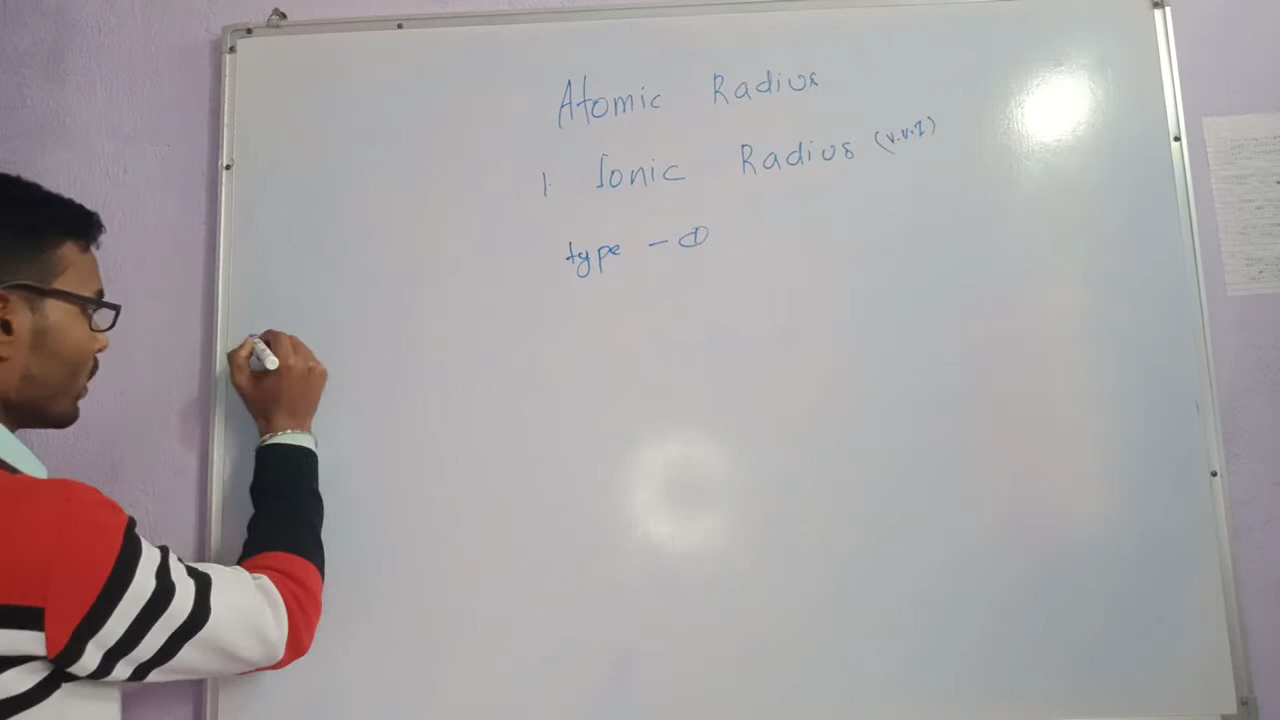 Atomic Radius
1. Ionic Radius (v.v.I)
type - ①